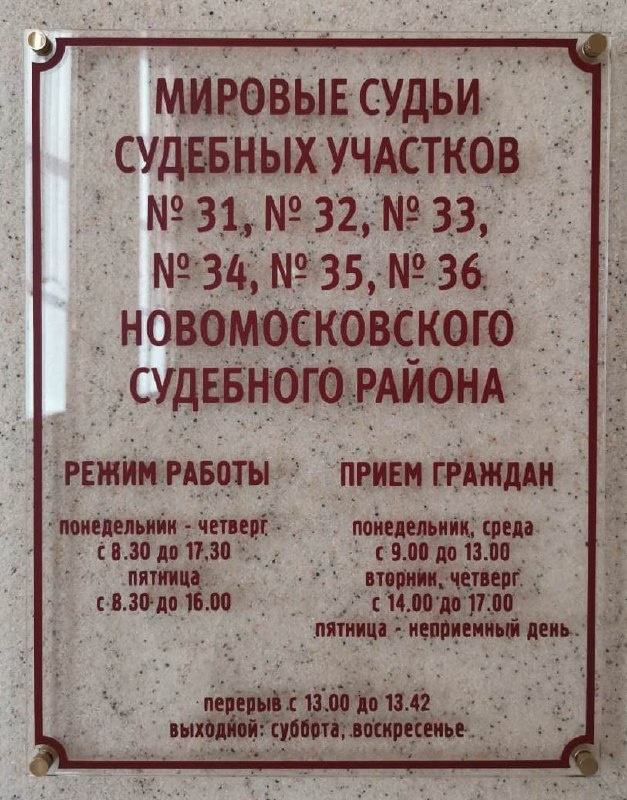 МИРОВЫЕ СУДЬИ
СУДЕБНЫХ УЧАСТКОВ
№ 31, № 32, № 33,
№ 34, № 35, № 36
НОВОМОСКОВСКОГО
СУДЕБНОГО РАЙОНА
РЕЖИМ РАБОТЫ
понедельник - четверг
с 8.30 до 17.30
пятница
с 8.30 до 16.00
ПРИЕМ ГРАЖДАН
понедельник, среда
с 9.00 до 13.00
вторник, четверг
с 14.00 до 17.00
пятница - неприемный день
перерыв с 13.00 до 13.42
выходной: суббота, воскресенье